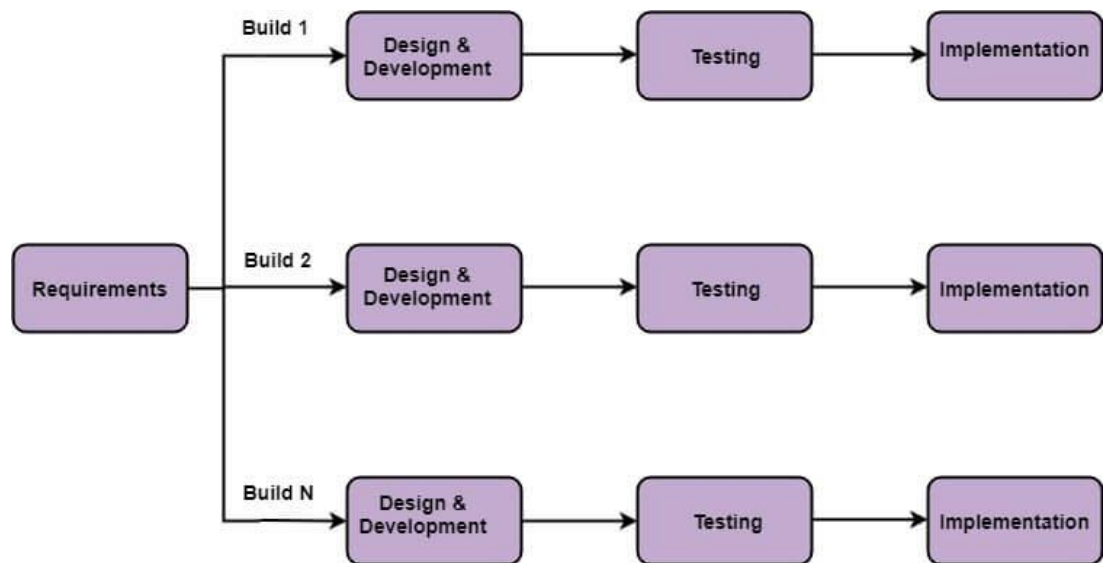 Build 1
Design &
Development
Testing
Implementation
Requirements
Build 2
Design &
Development
Testing
Implementation
Build N
Design &
Development
Testing
Implementation